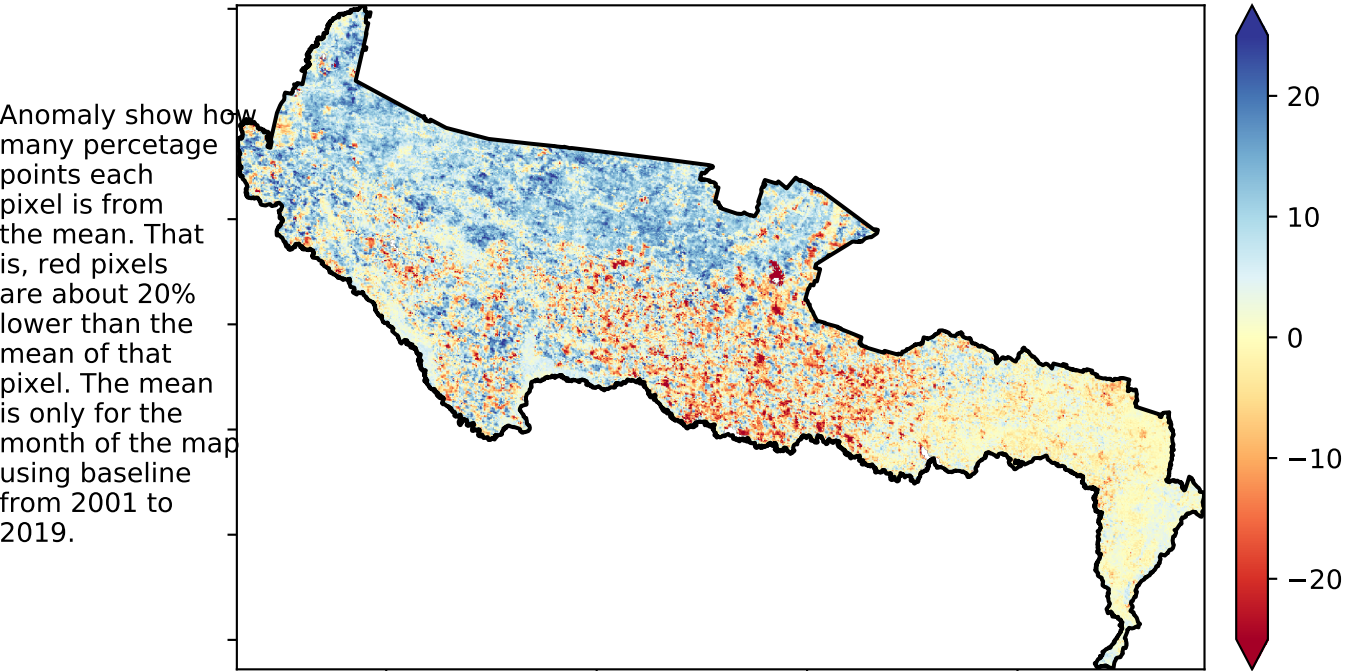 Anomaly show how
many percetage
points each
pixel is from
the mean. That
is, red pixels
are about 20%
lower than the
mean of that
pixel. The mean
is only for the
month of the map
using baseline
from 2001 to
2019.
20
10
0
−10
−20